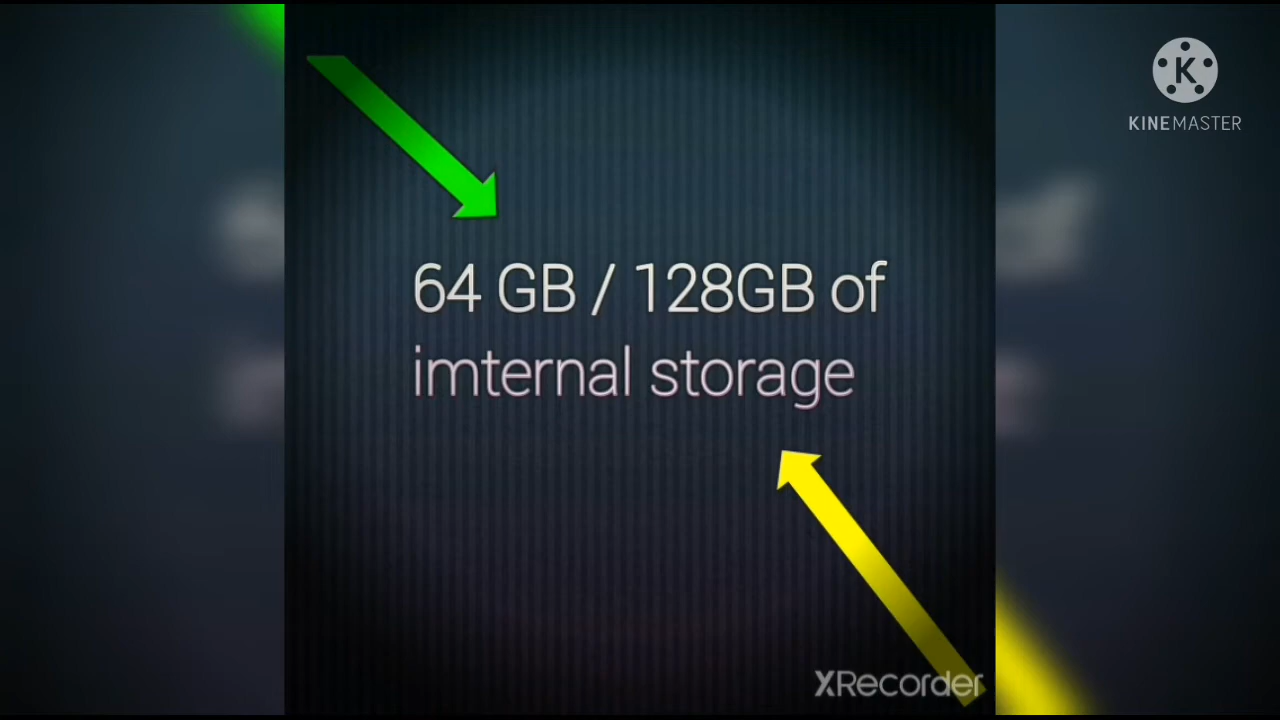 K
KINEMASTER
64 GB / 128GB of
imternal storage
XRecorder